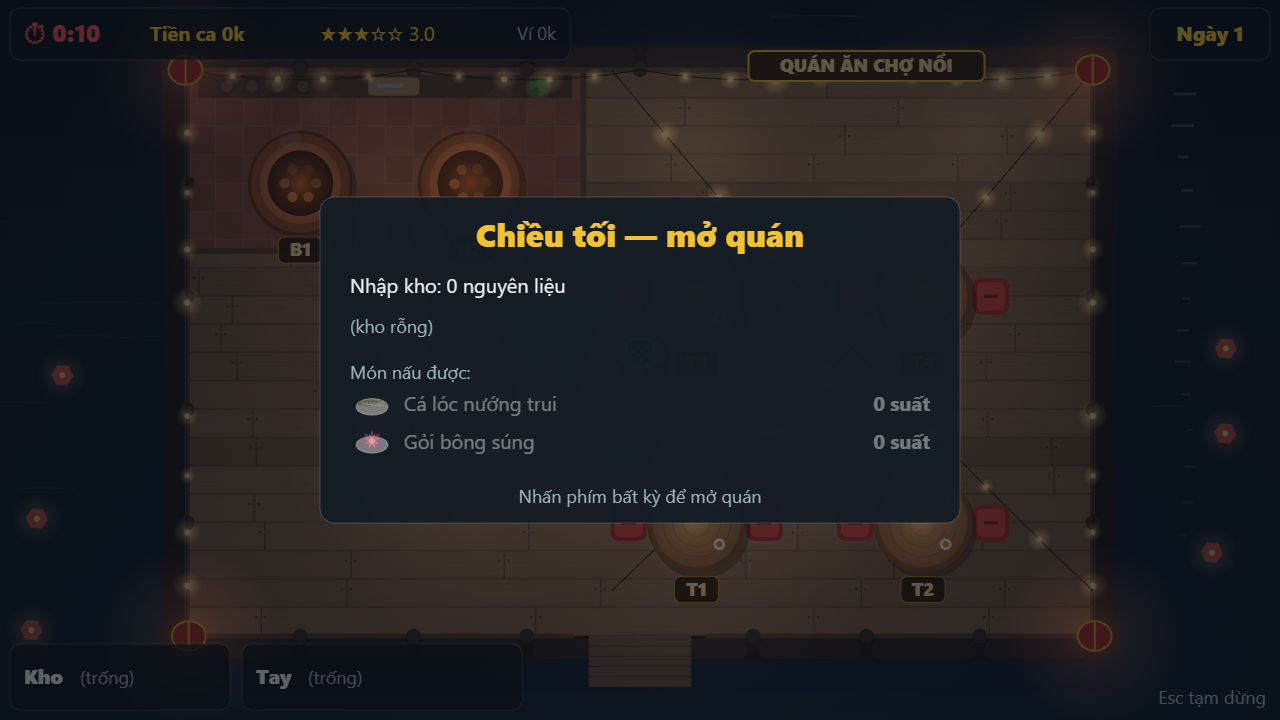 0:10 Tiền ca 0k ★★★☆☆ 3.0 Ví 0k
Ngày 1
QUÁN ĂN CHỢ NỔI
B1
Chiều tối — mở quán
Nhập kho: 0 nguyên liệu
(kho rỗng)
Món nấu được:
Cá lóc nướng trui 0 suất
Gỏi bông súng 0 suất
Nhấn phím bất kỳ để mở quán
T1 T2
Kho (trống) Tay (trống)
Esc tạm dừng